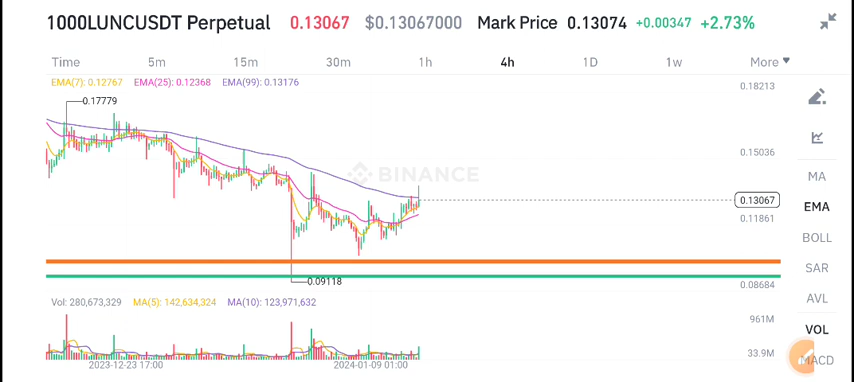 1000LUNCUSDT Perpetual 0.13067 $0.13067000 Mark Price 0.13074 +0.00347 +2.73%
Time 5m 15m 30m 1h 4h 1D 1w More
EMA(7): 0.12767 EMA(25): 0.12368 EMA(99): 0.13176
0.18213
0.17779
0.15036
BINANCE
MA
0.13067
EMA
0.11861
BOLL
SAR
0.09118
0.08684
AVL
Vol: 280,673,329 MA(5): 142,634,324 MA(10): 123,971,632
961M
VOL
33.9M
MACD
2023-12-23 17:00 2024-01-09 01:00